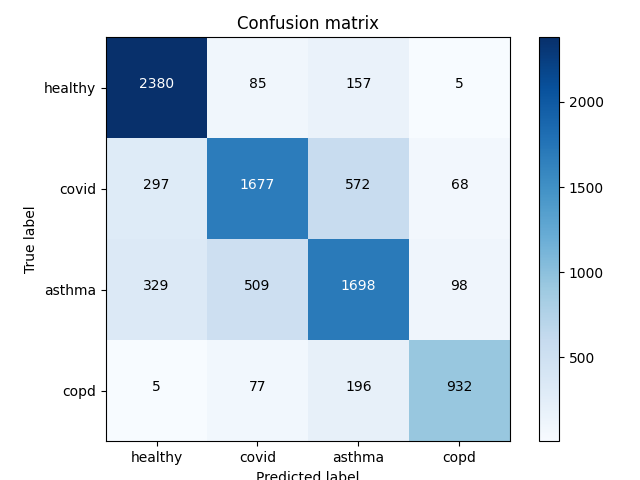 Confusion matrix
healthy 2380 85 157 5
covid 297 1677 572 68
asthma 329 509 1698 98
copd 5 77 196 932
healthy covid asthma copd
Predicted label
True label
2000
1500
1000
500